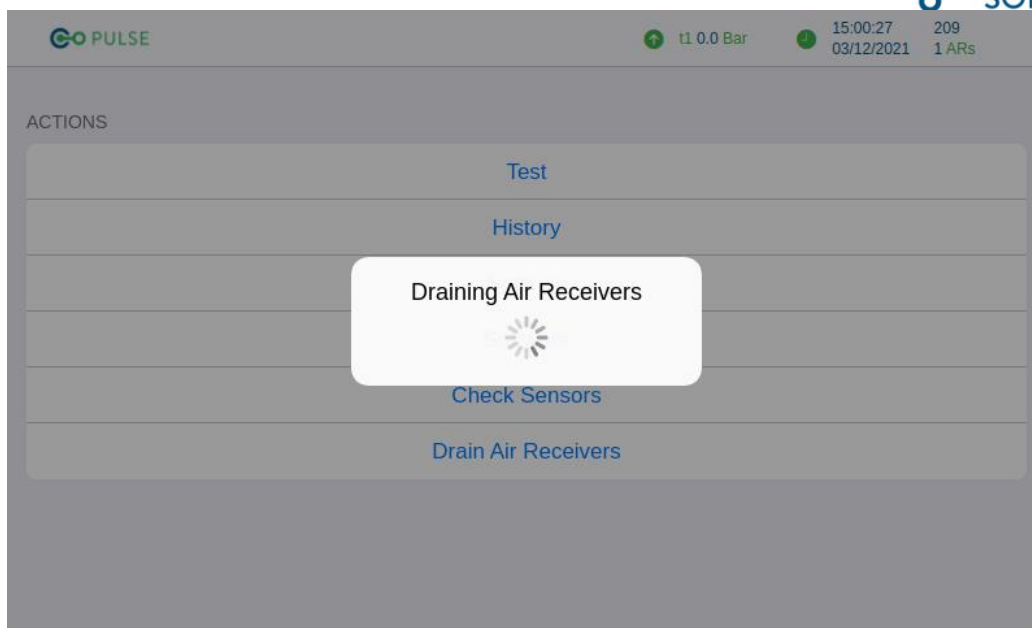 GO PULSE
t1 0.0 Bar
15:00:27
03/12/2021
209
1 ARs
ACTIONS
Test
History
Draining Air Receivers
Check Sensors
Drain Air Receivers